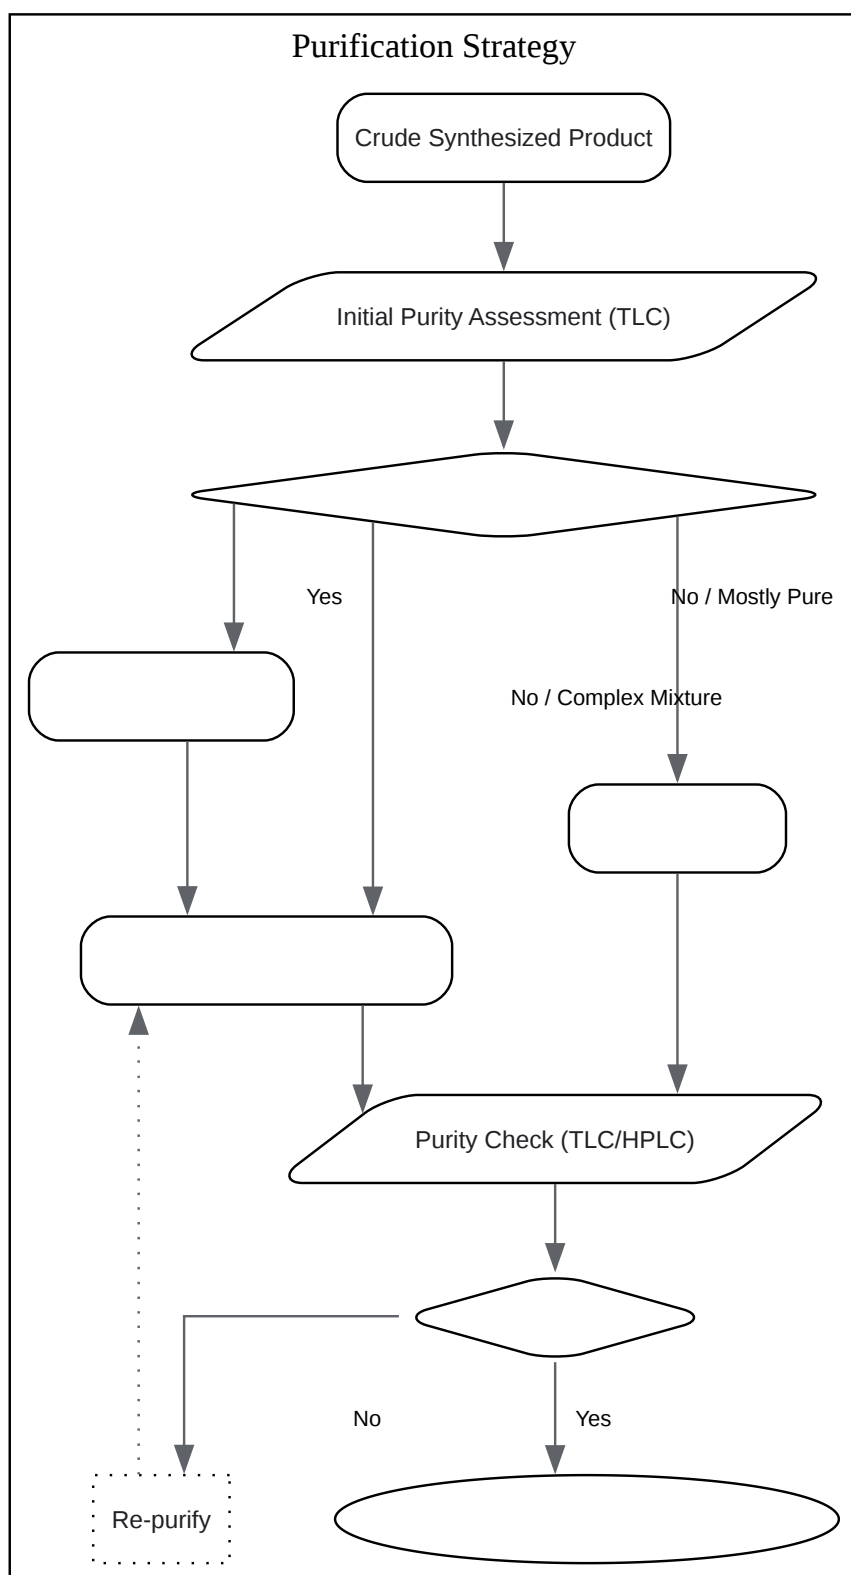 Purification Strategy
Crude Synthesized Product
Initial Purity Assessment (TLC)
Yes
No / Mostly Pure
No / Complex Mixture
Purity Check (TLC/HPLC)
No
Yes
Re-purify